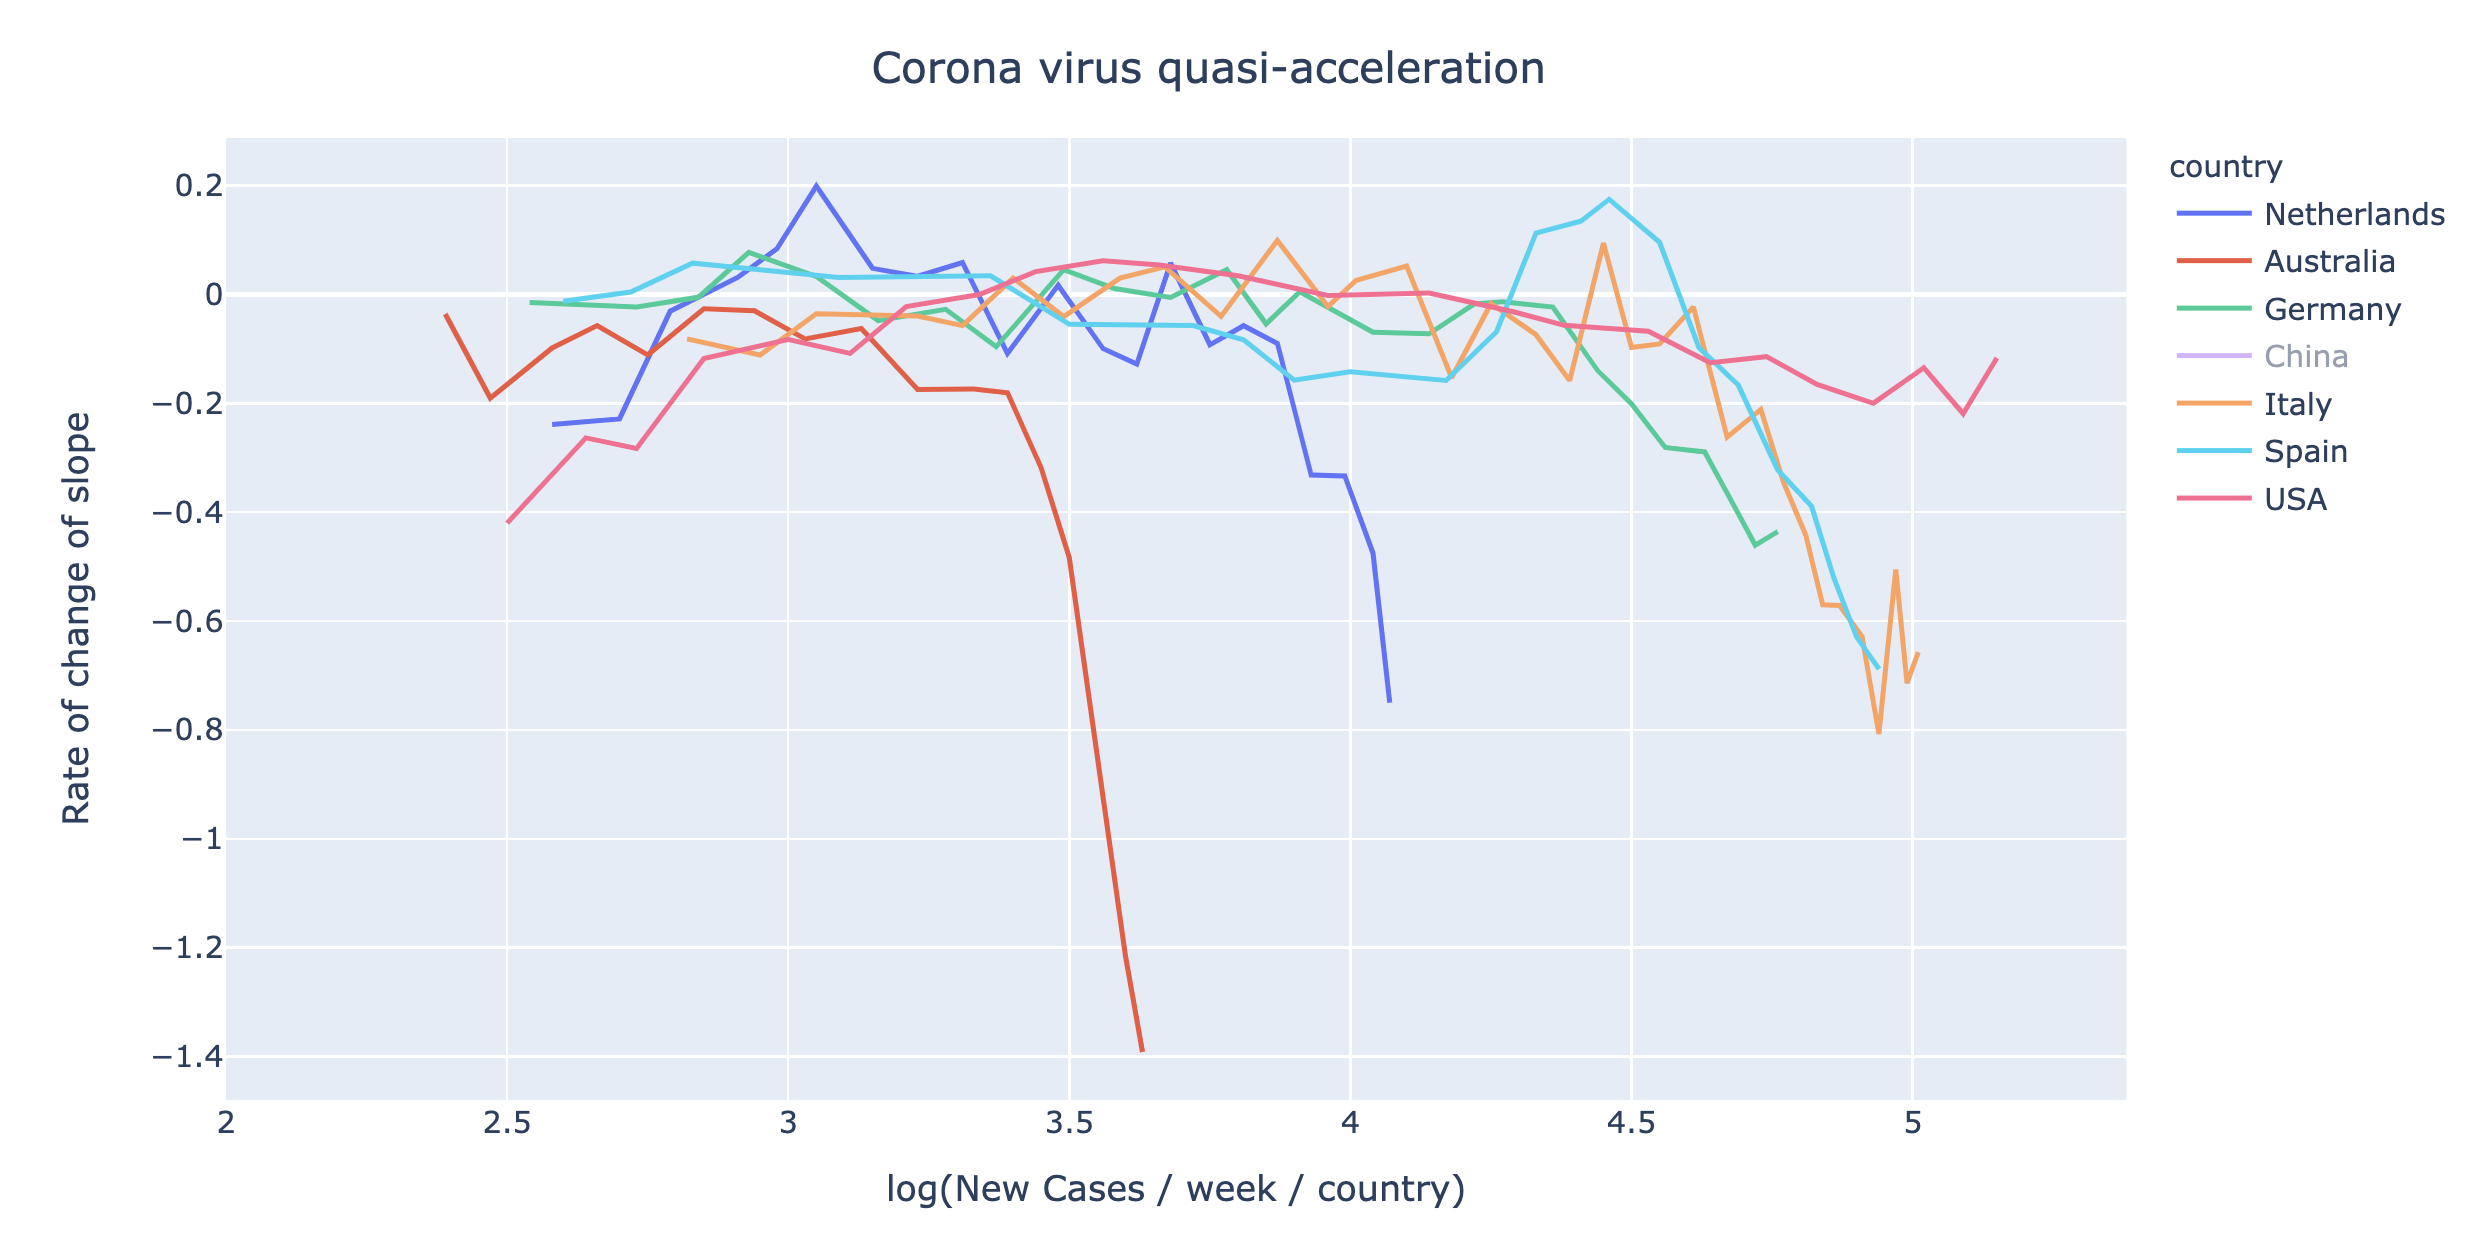 Corona virus quasi-acceleration
Rate of change of slope
0.2
0
−0.2
−0.4
−0.6
−0.8
−1
−1.2
−1.4
2
2.5
3
3.5
4
4.5
5
log(New Cases / week / country)
country
Netherlands
Australia
Germany
China
Italy
Spain
USA